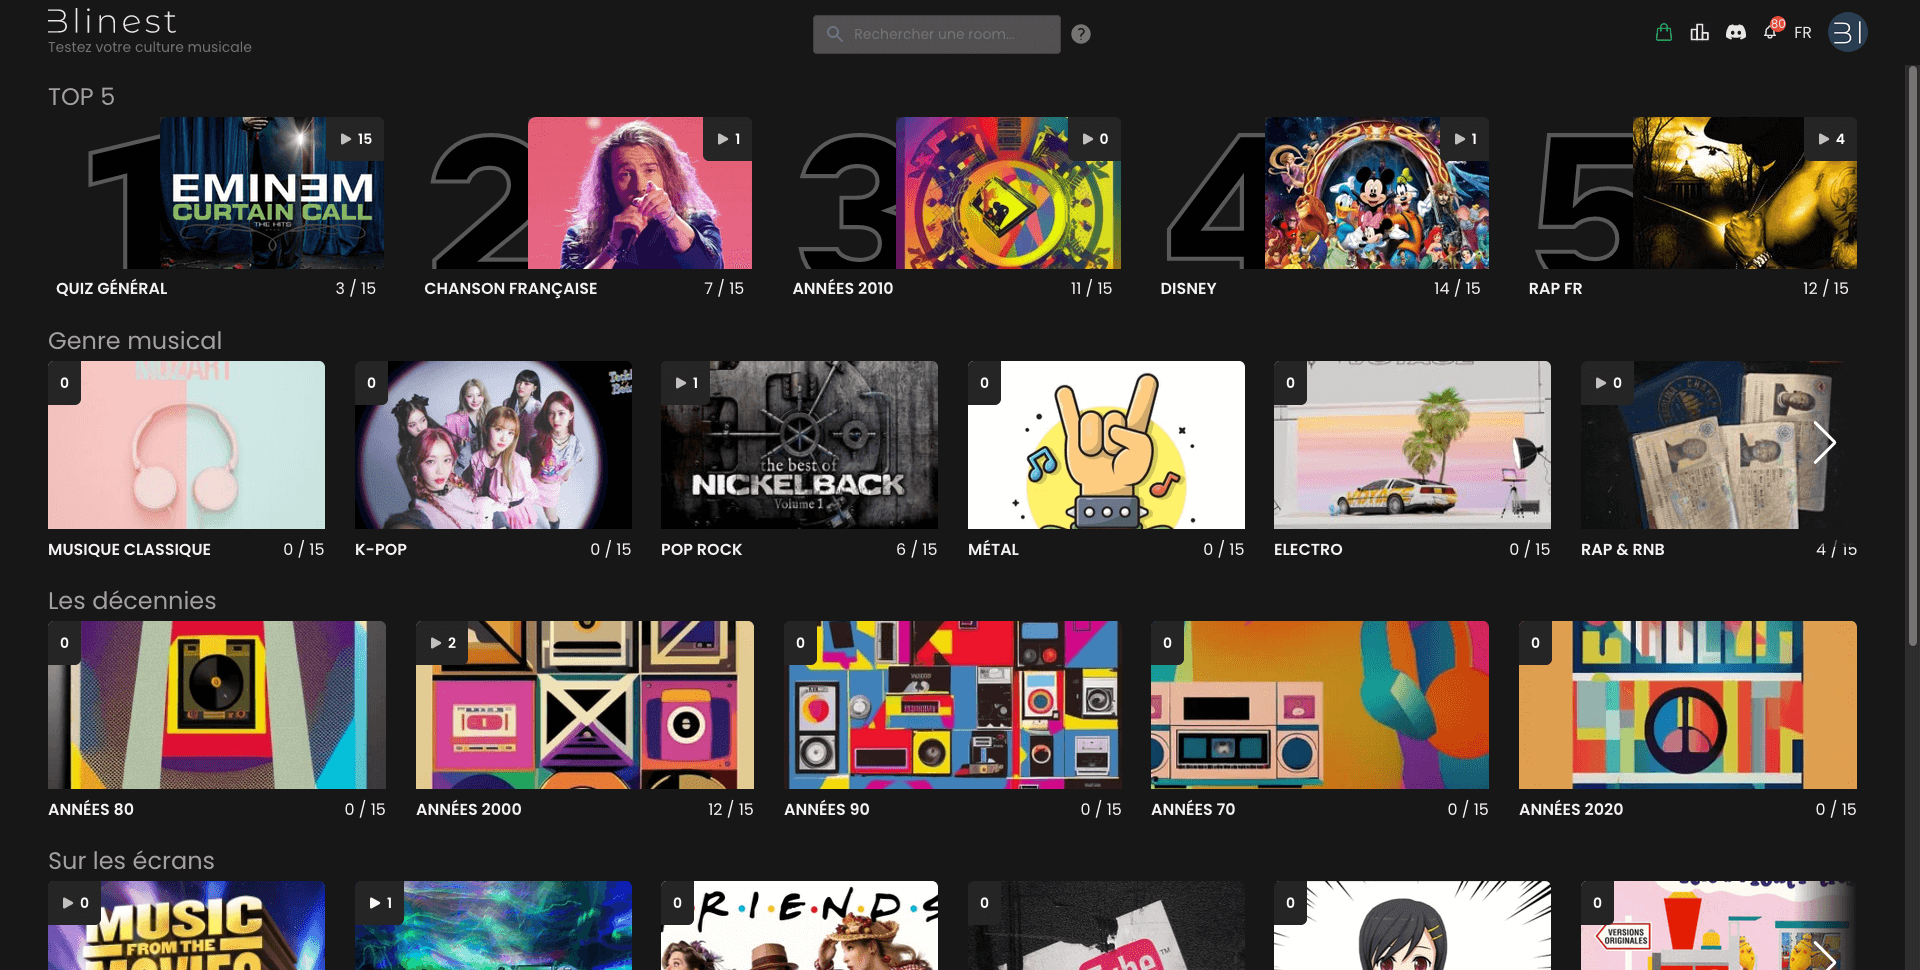 Blinest
Testez votre culture musicale
Rechercher une room...
?
80
FR
BI
TOP 5
1
EMINEM
CURTAIN CALL
THE HITS
15
QUIZ GÉNÉRAL
3 / 15
2
1
CHANSON FRANÇAISE
7 / 15
3
0
ANNÉES 2010
11 / 15
4
1
DISNEY
14 / 15
5
4
RAP FR
12 / 15
Genre musical
0
MOZART
MUSIQUE CLASSIQUE
0 / 15
0
K-POP
0 / 15
1
the best of
NICKELBACK
Volume 1
POP ROCK
6 / 15
0
MÉTAL
0 / 15
0
ELECTRO
0 / 15
0
RAP & RNB
4 / 15
Les décennies
0
ANNÉES 80
0 / 15
2
ANNÉES 2000
12 / 15
0
ANNÉES 90
0 / 15
0
ANNÉES 70
0 / 15
0
ANNÉES 2020
0 / 15
Sur les écrans
0
MUSIC
FROM THE
MOVIES
1
0
FRIENDS
0
Tube
TM
0
0
VERSIONS
ORIGINALES